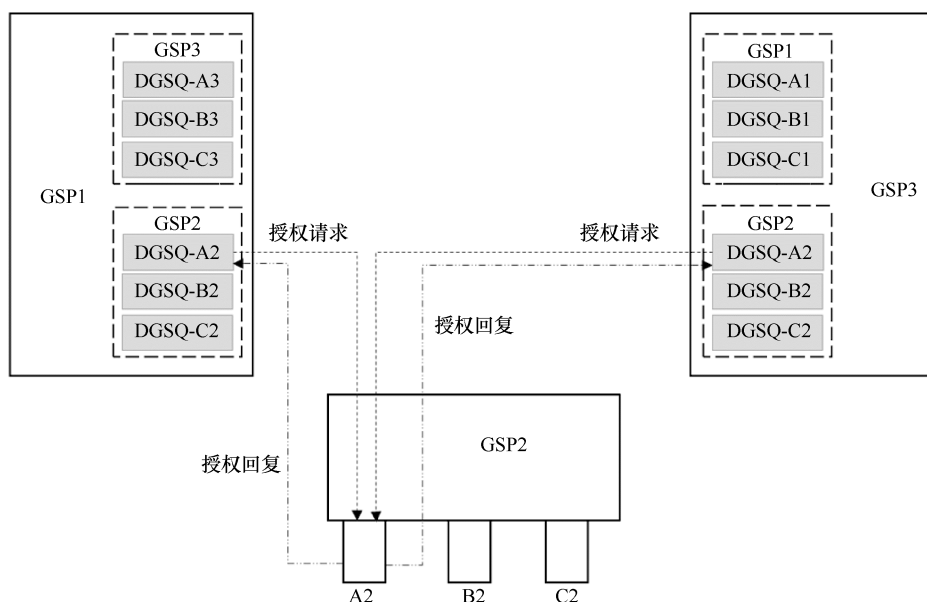 GSP1
GSP3
DGSQ-A3
DGSQ-B3
DGSQ-C3
GSP2
DGSQ-A2
DGSQ-B2
DGSQ-C2
GSP1
DGSQ-A1
DGSQ-B1
DGSQ-C1
GSP3
GSP2
DGSQ-A2
DGSQ-B2
DGSQ-C2
授权请求
授权请求
授权回复
授权回复
GSP2
A2
B2
C2